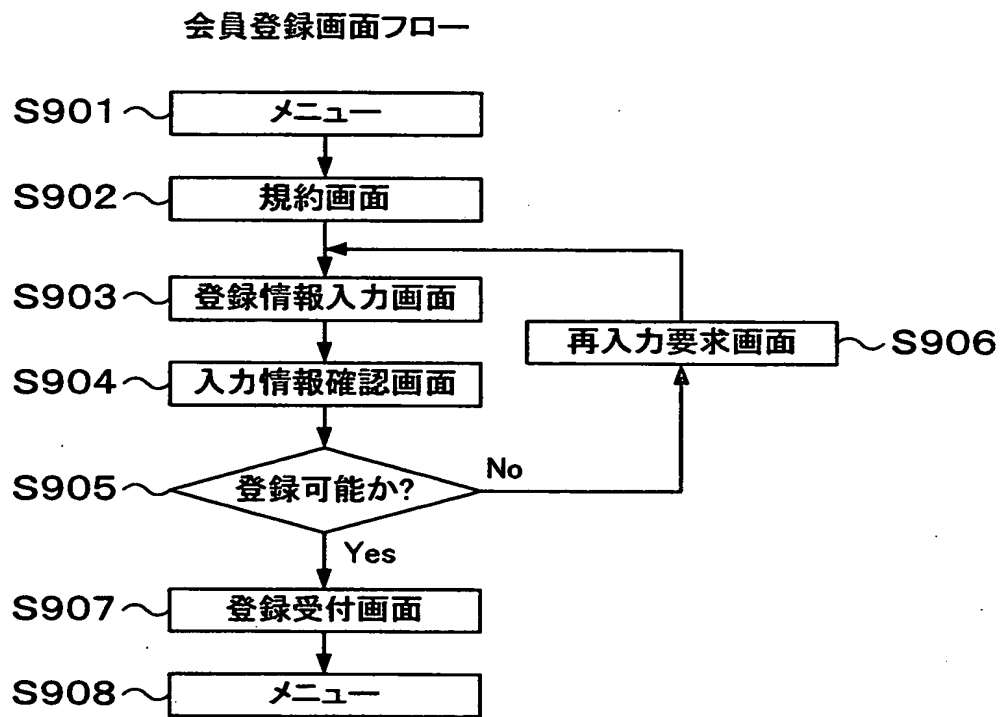 会員登録画面フロー
S901 メニュー
S902 規約画面
S903 登録情報入力画面
再入力要求画面 S906
S904 入力情報確認画面
No
S905 登録可能か?
Yes
S907 登録受付画面
S908 メニュー